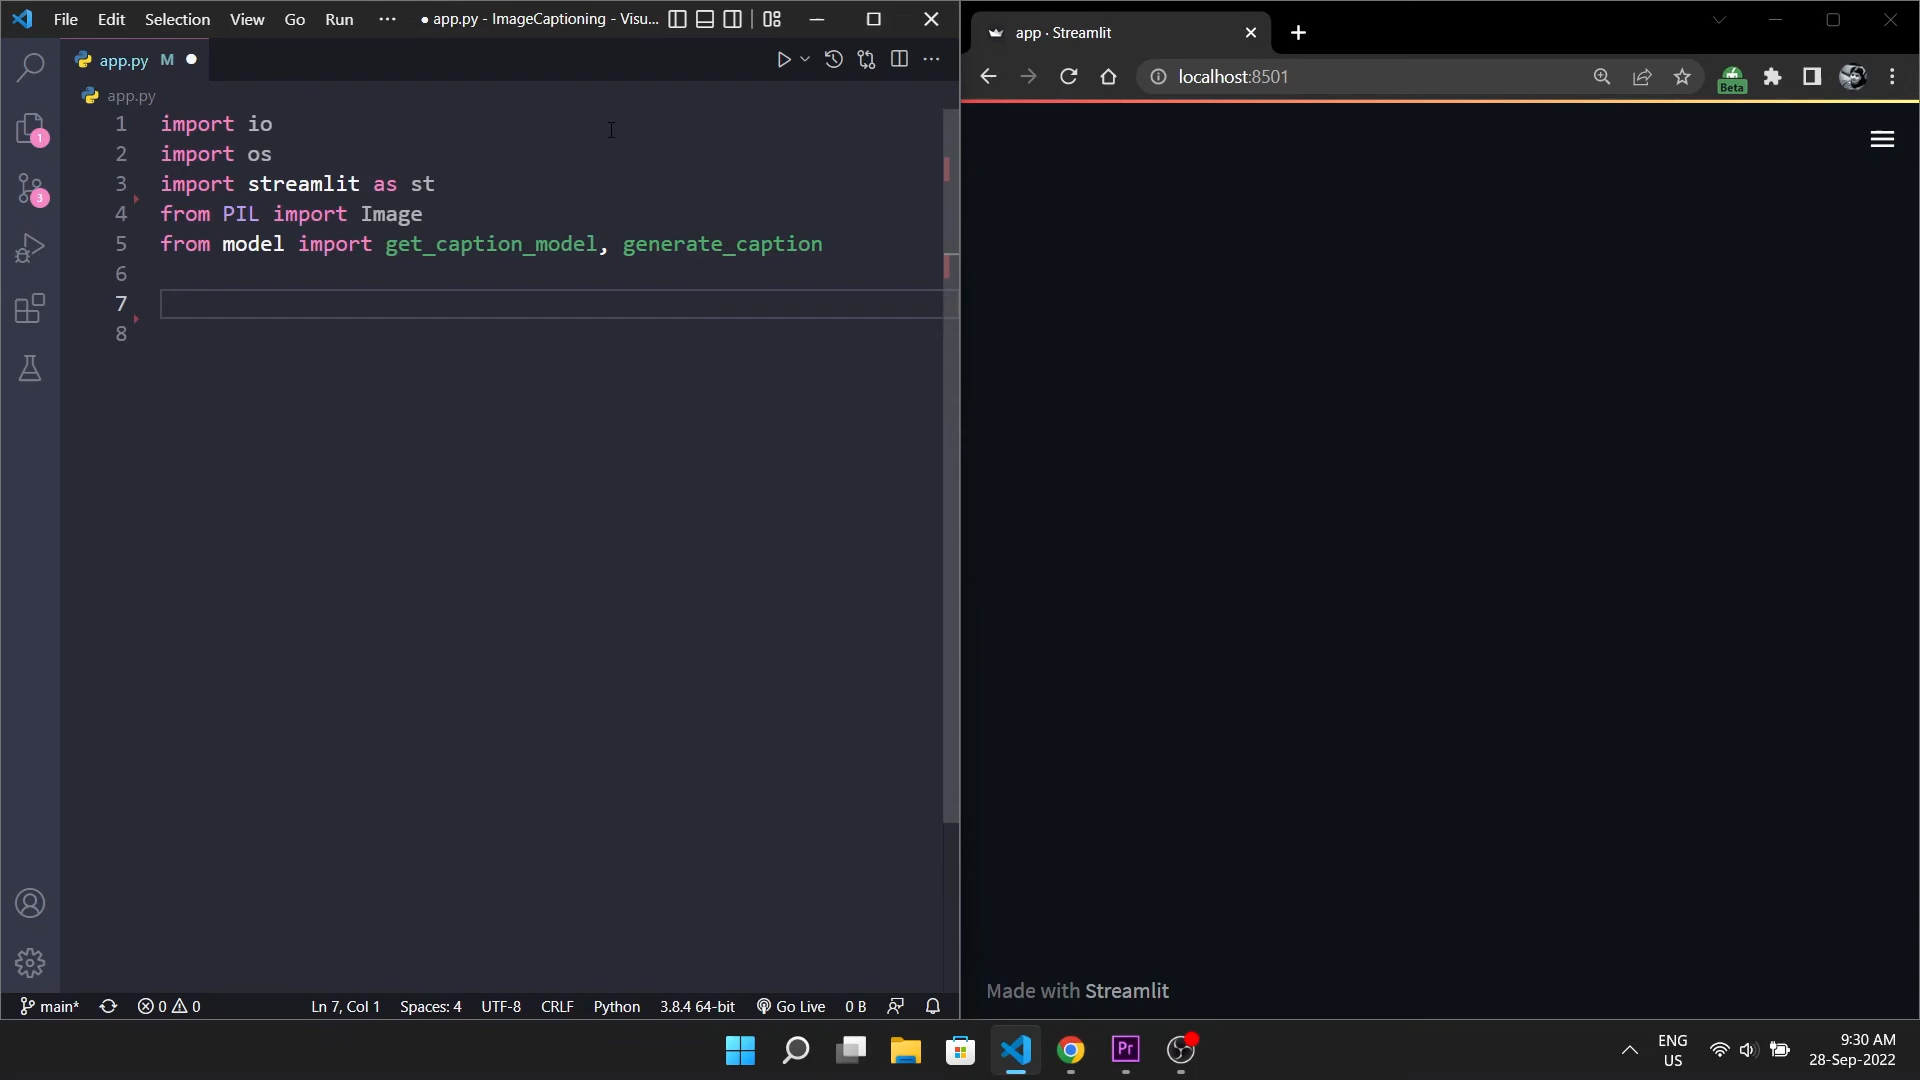 File Edit Selection View Go Run ··· ● app.py - ImageCaptioning - Visu...
app.py M ●
app.py
1 import io
2 import os
3 import streamlit as st
4 from PIL import Image
5 from model import get_caption_model, generate_caption
6
7
8
1
3
main* 0 0 Ln 7, Col 1 Spaces: 4 UTF-8 CRLF Python 3.8.4 64-bit Go Live 0 B
app · Streamlit
localhost:8501
Beta
Made with Streamlit
Pr
ENG
US
9:30 AM
28-Sep-2022